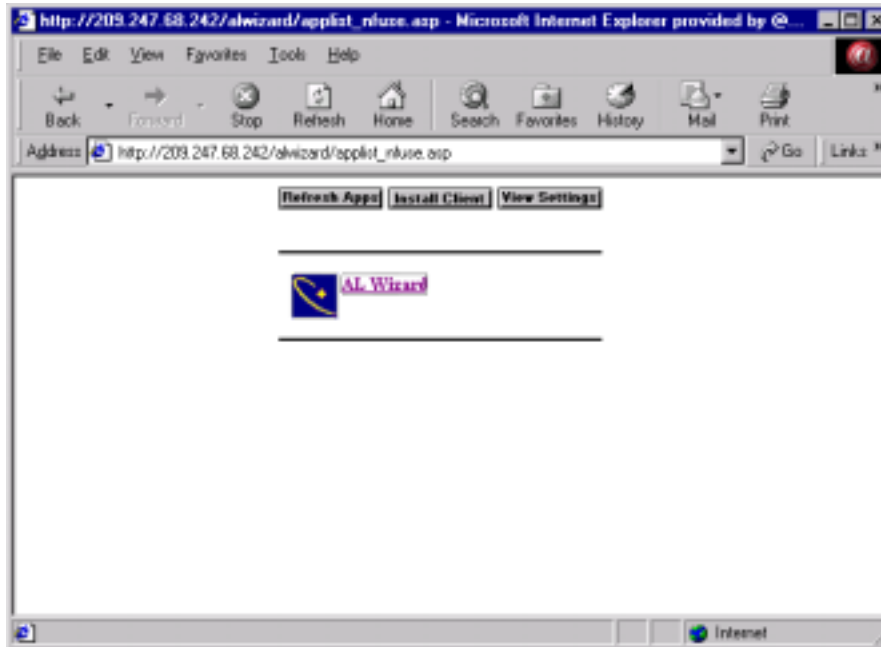 http://209.247.68.242/alwizard/applist_nfuse.asp - Microsoft Internet Explorer provided by @...
File Edit View Favorites Tools Help
Back Forward Stop Refresh Home Search Favorites History Mail Print
Address http://209.247.68.242/alwizard/applist_nfuse.asp Go Links
Refresh Apps Install Client View Settings
AL Wizard
Internet